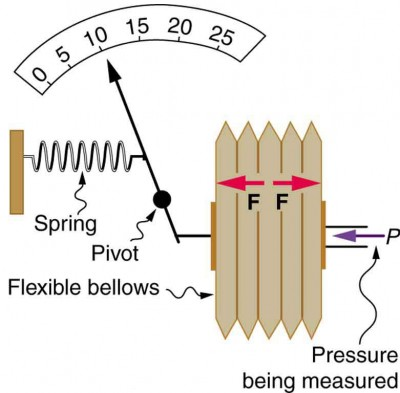 0 5 10 15 20 25
F F
P
Spring
Pivot
Flexible bellows
Pressure
being measured